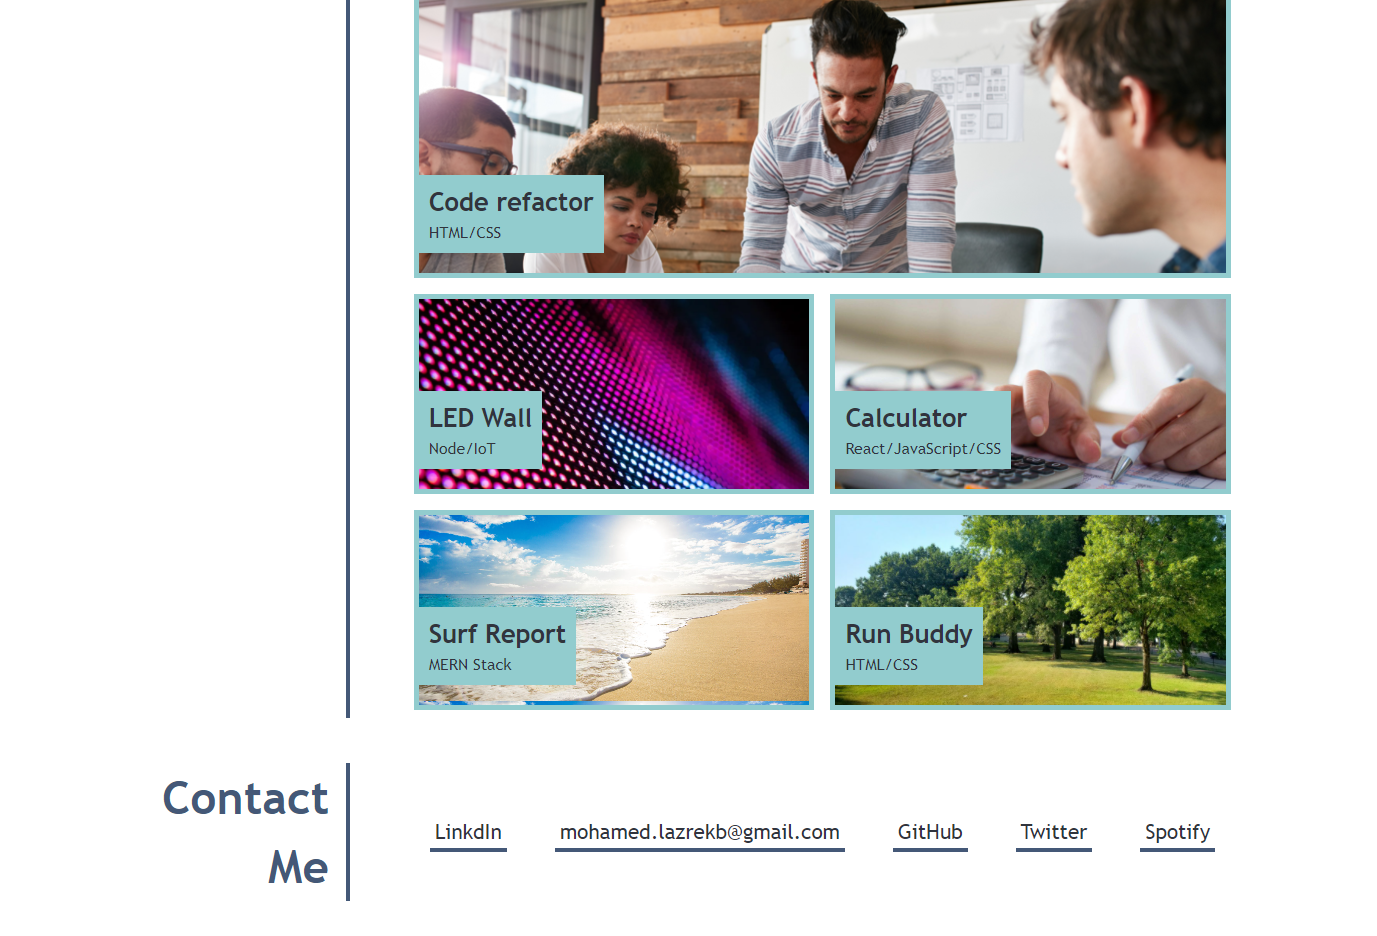 Code refactor
HTML/CSS
LED Wall
Node/IoT
Calculator
React/JavaScript/CSS
Surf Report
MERN Stack
Run Buddy
HTML/CSS
Contact
Me
LinkdIn
mohamed.lazrekb@gmail.com
GitHub
Twitter
Spotify